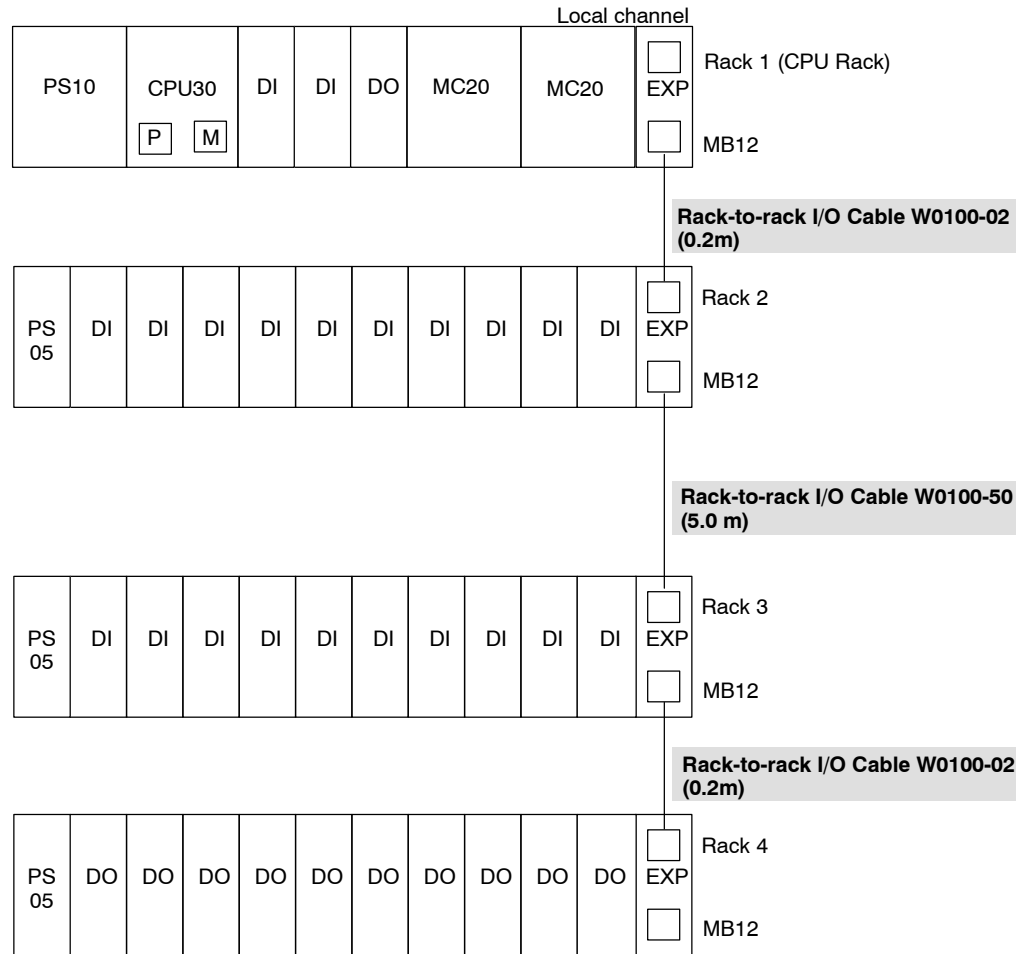 Local channel
PS10 CPU30 DI DI DO MC20 MC20 EXP Rack 1 (CPU Rack)
P M MB12
Rack-to-rack I/O Cable W0100-02
(0.2m)
Rack 2
PS DI DI DI DI DI DI DI DI DI DI EXP
05
MB12
Rack-to-rack I/O Cable W0100-50
(5.0 m)
Rack 3
PS DI DI DI DI DI DI DI DI DI DI EXP
05
MB12
Rack-to-rack I/O Cable W0100-02
(0.2m)
Rack 4
PS DO DO DO DO DO DO DO DO DO DO EXP
05
MB12